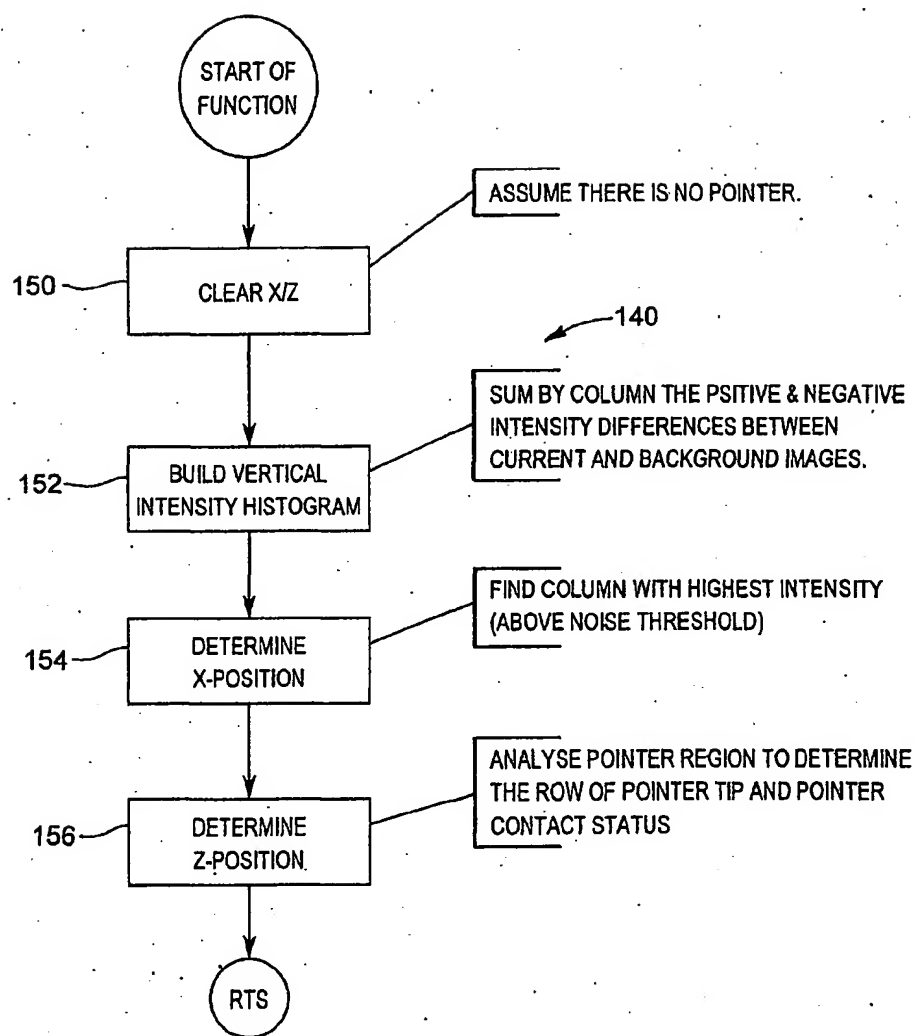 START OF
FUNCTION
ASSUME THERE IS NO POINTER.
150
CLEAR X/Z
140
SUM BY COLUMN THE PSITIVE & NEGATIVE
INTENSITY DIFFERENCES BETWEEN
CURRENT AND BACKGROUND IMAGES.
152
BUILD VERTICAL
INTENSITY HISTOGRAM
FIND COLUMN WITH HIGHEST INTENSITY
(ABOVE NOISE THRESHOLD)
154
DETERMINE
X-POSITION
ANALYSE POINTER REGION TO DETERMINE
THE ROW OF POINTER TIP AND POINTER
CONTACT STATUS
156
DETERMINE
Z-POSITION
RTS